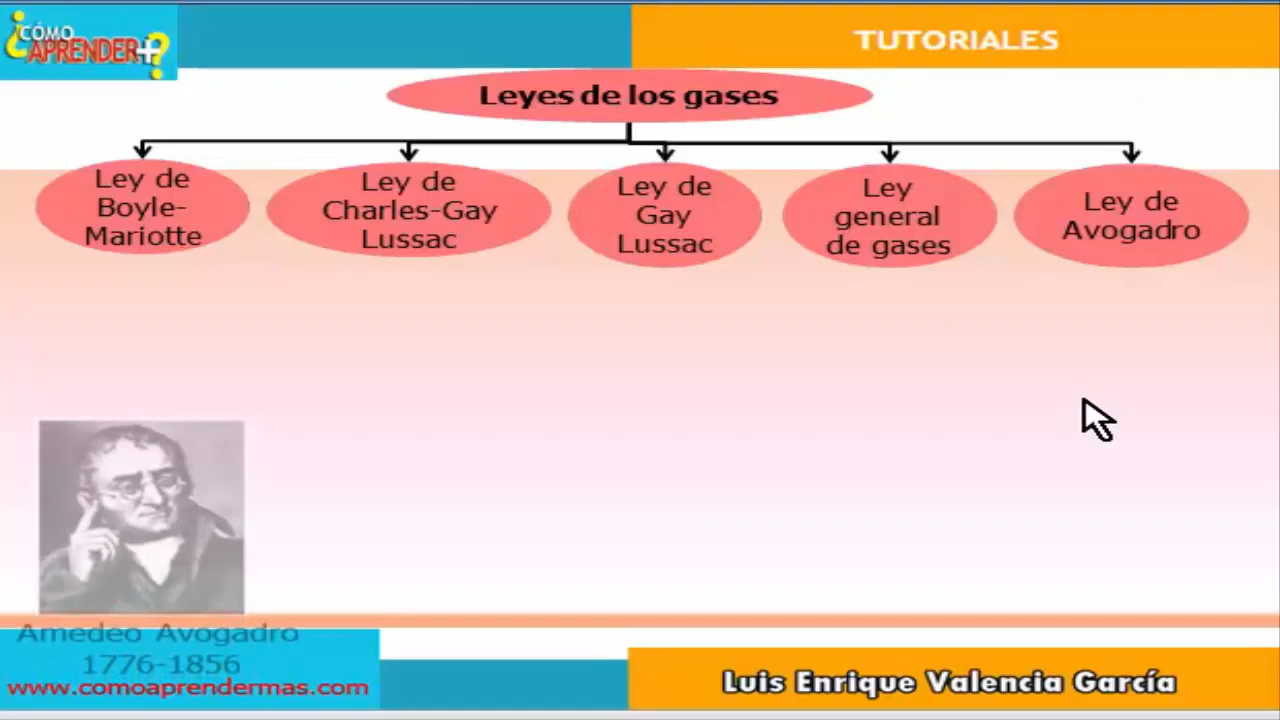 ¿CÓMO
APRENDER+?
TUTORIALES
Leyes de los gases
Ley de
Boyle-
Mariotte
Ley de
Charles-Gay
Lussac
Ley de
Gay
Lussac
Ley
general
de gases
Ley de
Avogadro
Amedeo Avogadro
1776-1856
www.comoaprendermas.com
Luis Enrique Valencia García